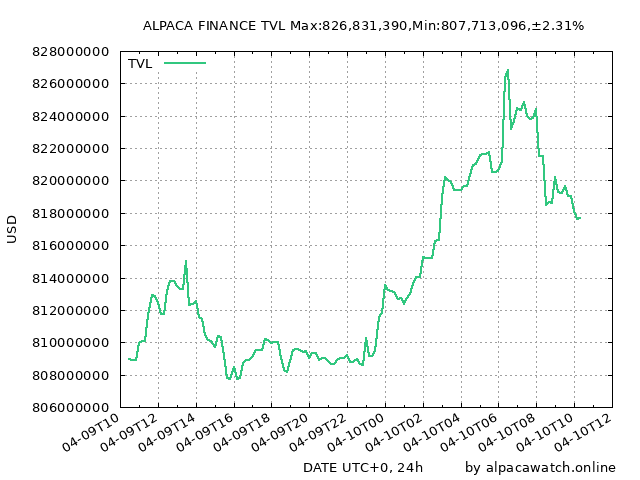 ALPACA FINANCE TVL Max:826,831,390,Min:807,713,096,±2.31%
828000000
TVL
826000000
824000000
822000000
820000000
818000000
816000000
814000000
812000000
810000000
808000000
806000000
USD
04-09T10
04-09T12
04-09T14
04-09T16
04-09T18
04-09T20
04-09T22
04-10T00
04-10T02
04-10T04
04-10T06
04-10T08
04-10T10
04-10T12
DATE UTC+0, 24h
by alpacawatch.online